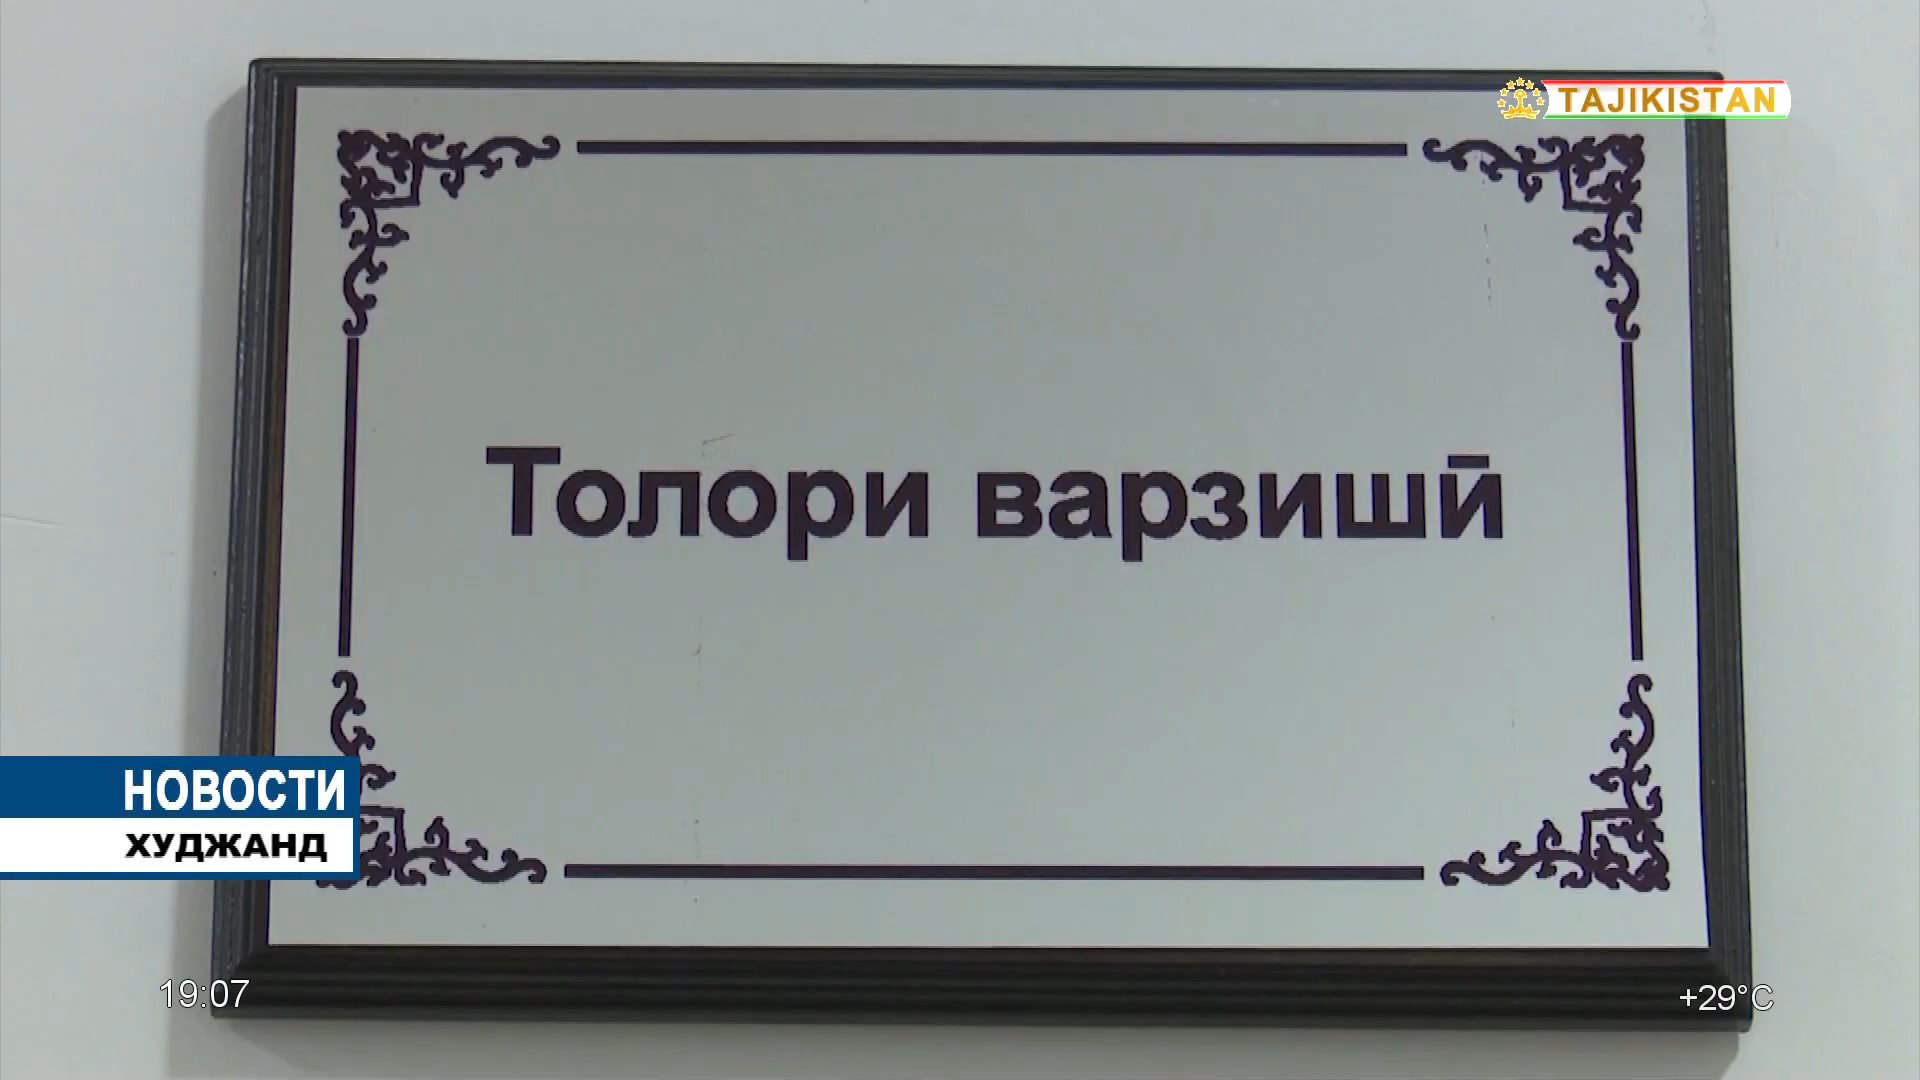 TAJIKISTAN
Толори варзишӣ
НОВОСТИ
ХУДЖАНД
19:07
+29°C